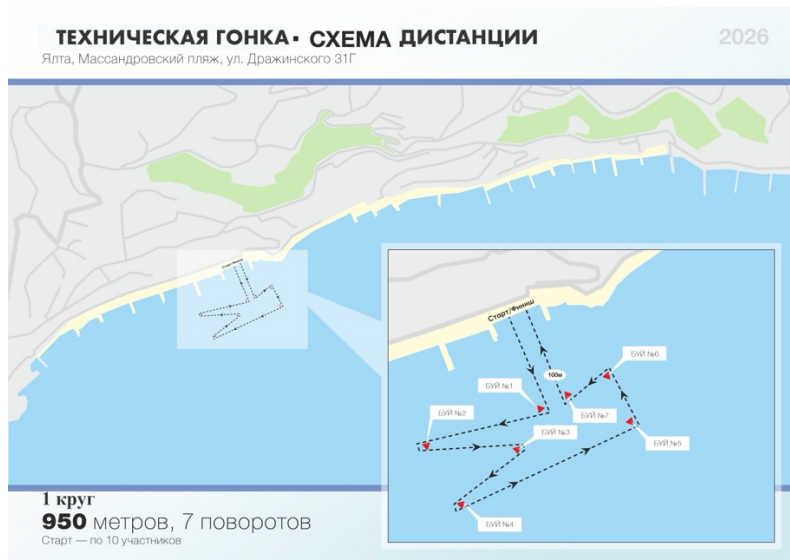 ТЕХНИЧЕСКАЯ ГОНКА· СХЕМА ДИСТАНЦИИ
2026
Ялта, Массандровский пляж, ул. Дражинского 31Г
Старт/Финиш
Старт/Финиш
БУЙ №6
100м
БУЙ №1
БУЙ №2
БУЙ №7
БУЙ №3
БУЙ №5
БУЙ №4
1 круг
950 метров, 7 поворотов
Старт — по 10 участников